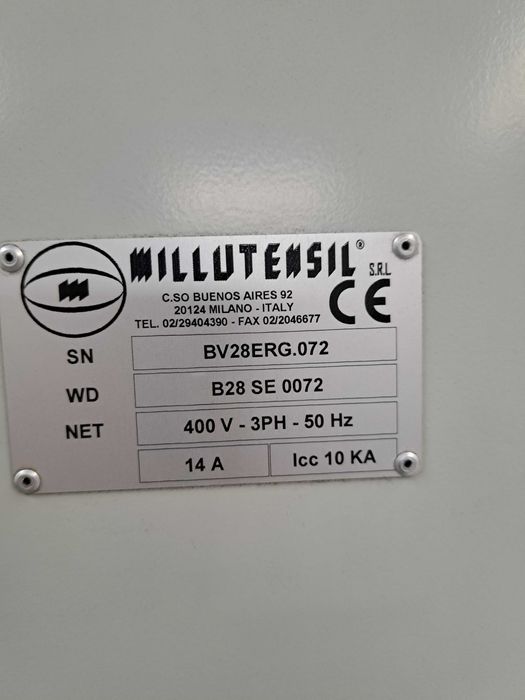 MILLUTENSIL® S.R.L
C.SO BUENOS AIRES 92
20124 MILANO - ITALY
TEL. 02/29404390 - FAX 02/2046677
CE
SN BV28ERG.072
WD B28 SE 0072
NET 400 V - 3PH - 50 Hz
14 A Icc 10 KA